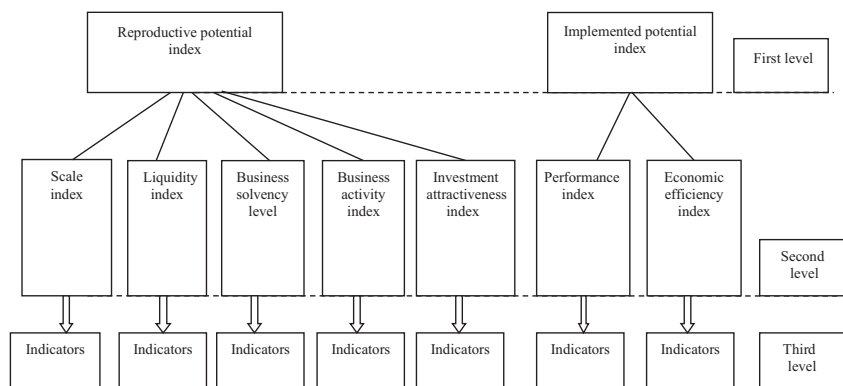 Reproductive potential
index
Implemented potential
index
First level
Scale
index
Liquidity
index
Business
solvency
level
Business
activity
index
Investment
attractiveness
index
Performance
index
Economic
efficiency
index
Second
level
Indicators
Indicators
Indicators
Indicators
Indicators
Indicators
Indicators
Third
level